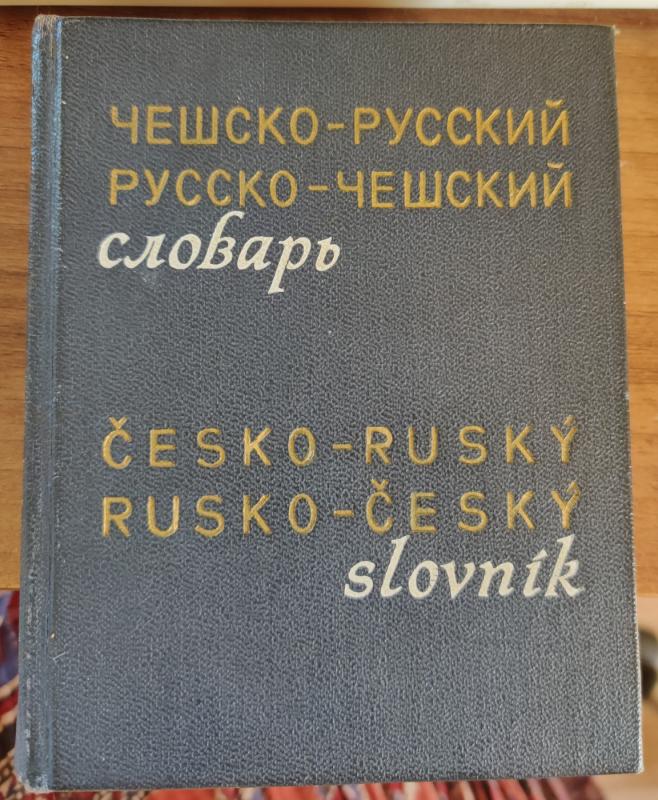 ЧЕШСКО-РУССКИЙ
РУССКО-ЧЕШСКИЙ
словарь
ČESKO-RUSKÝ
RUSKO-ČESKÝ
slovník